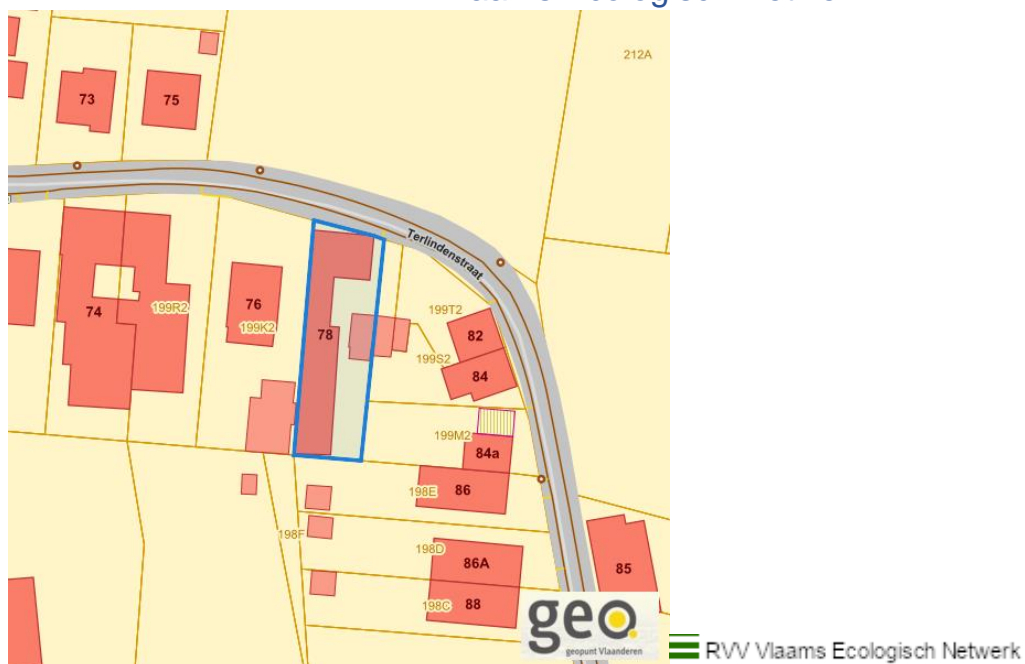 212A
73
75
Terlindenstraat
74
199R2
76
199K2
78
199T2
82
199S2
84
199M2
84a
198E
86
198F
198D
86A
85
198C
88
geo
geopunt Vlaanderen
RVV Vlaams Ecologisch Netwerk